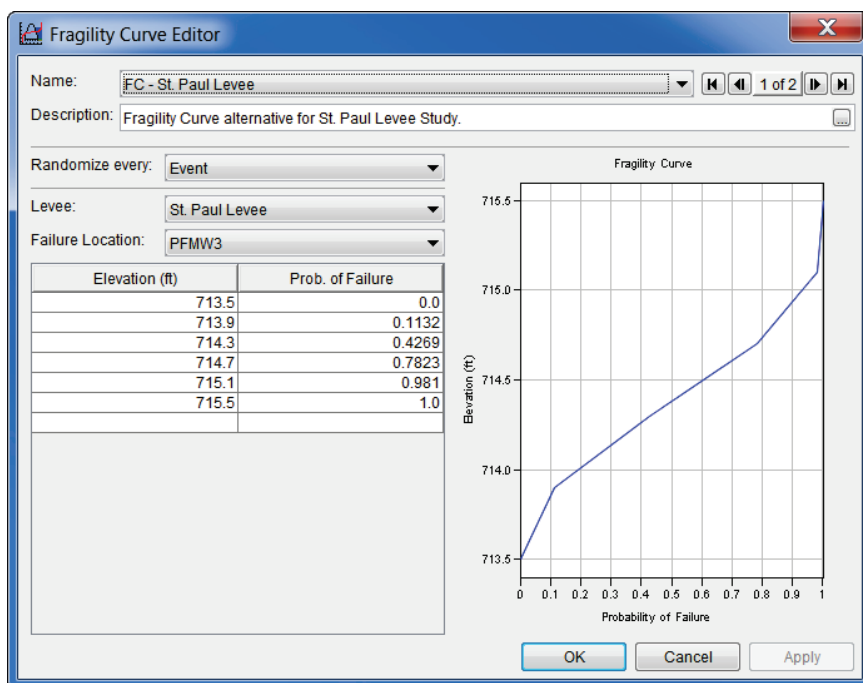 Fragility Curve Editor
X
Name: FC - St. Paul Levee 1 of 2
Description: Fragility Curve alternative for St. Paul Levee Study. ...
Randomize every: Event
Levee: St. Paul Levee
Failure Location: PFMW3
Elevation (ft) Prob. of Failure
713.5 0.0
713.9 0.1132
714.3 0.4269
714.7 0.7823
715.1 0.981
715.5 1.0
Fragility Curve
715.5
715.0
714.5
714.0
713.5
Elevation (ft)
0 0.1 0.2 0.3 0.4 0.5 0.6 0.7 0.8 0.9 1
Probability of Failure
OK Cancel Apply